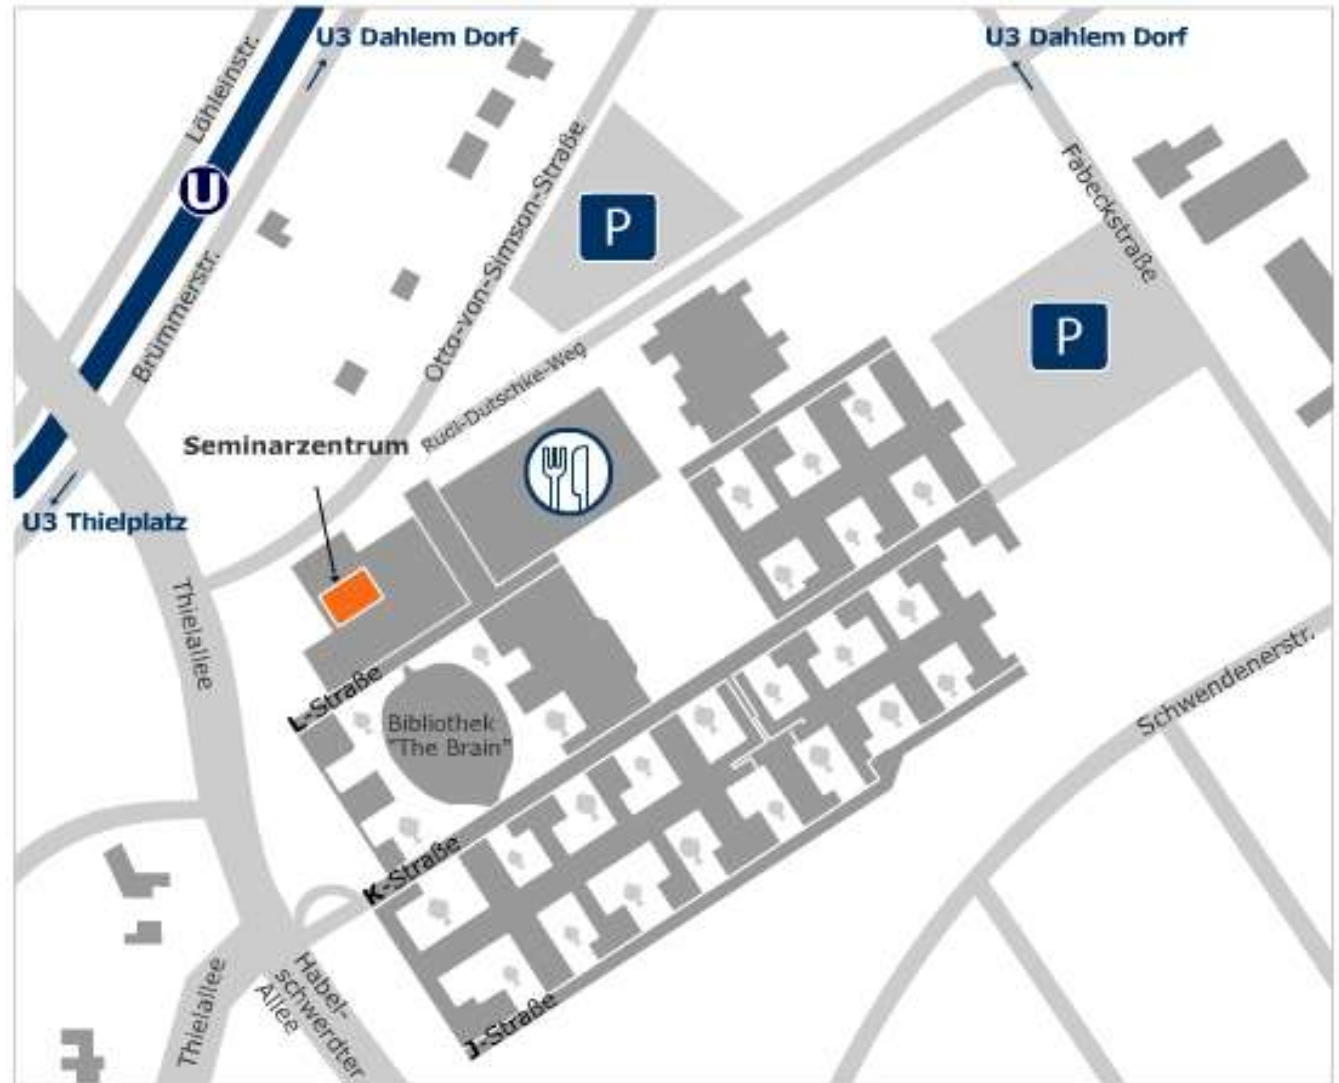 U3 Dahlem Dorf
U3 Dahlem Dorf
Löhleinstr.
U
Brümmerstr.
Otto-von-Simson-Straße
P
Fabeckstraße
P
Rudi-Dutschke-Weg
Seminarzentrum
U3 Thielplatz
Thielallee
L-Straße
Bibliothek
"The Brain"
Schwendenerstr.
K-Straße
Thielallee
Habel-
schwerdter
Allee
J-Straße